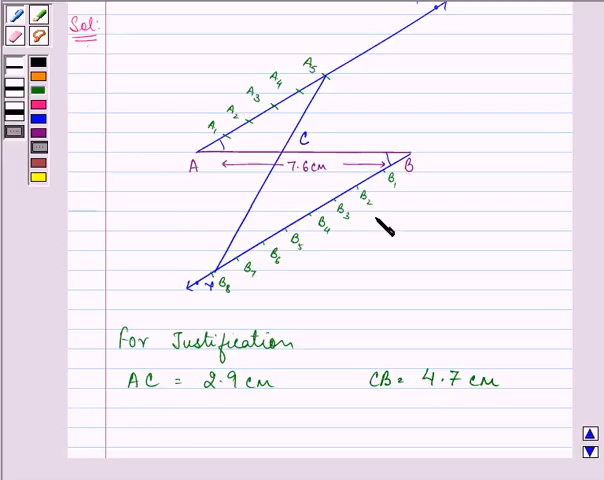 Sol:
A5
A4
A3
A2
A1
C
A 7.6 cm B
B1
B2
B3
B4
B5
B6
B7
B8
For Justification
AC = 2.9 cm CB = 4.7 cm